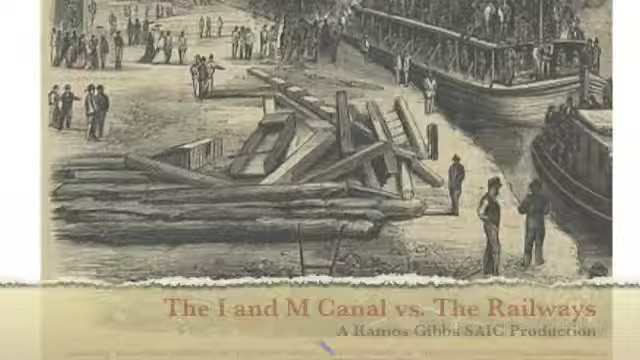 The I and M Canal vs. The Railways
A Ramos Gibbs SAIC Production